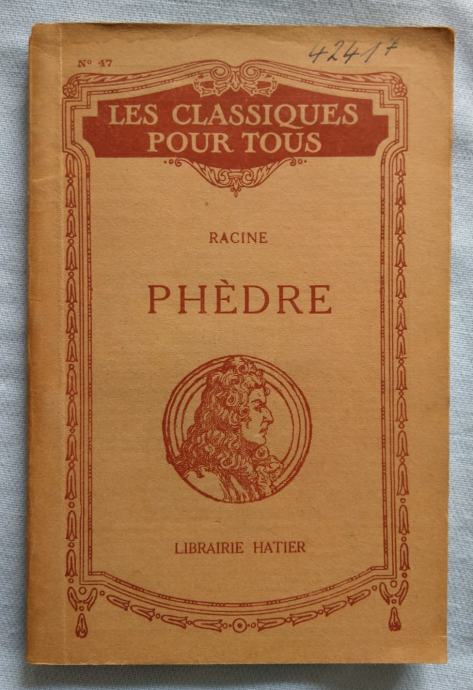 N° 47
42417
LES CLASSIQUES
POUR TOUS
RACINE
PHÈDRE
LIBRAIRIE HATIER